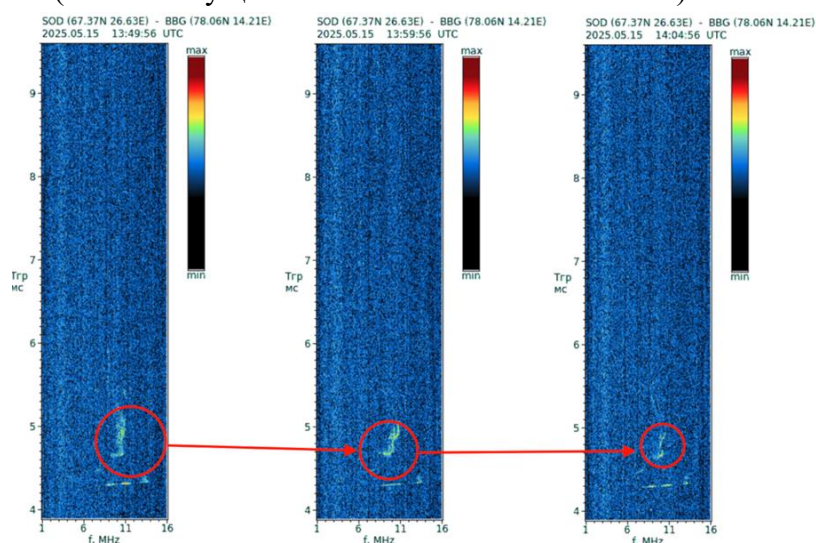 SOD (67.37N 26.63E) - BBG (78.06N 14.21E)
2025.05.15 13:49:56 UTC
max
9
8
7
Tгр
мс
min
6
5
4
1 6 11 16
f, MHz
SOD (67.37N 26.63E) - BBG (78.06N 14.21E)
2025.05.15 13:59:56 UTC
max
9
8
7
Tгр
мс
min
6
5
4
1 6 11 16
f, MHz
SOD (67.37N 26.63E) - BBG (78.06N 14.21E)
2025.05.15 14:04:56 UTC
max
9
8
7
Tгр
мс
min
6
5
4
1 6 11 16
f, MHz